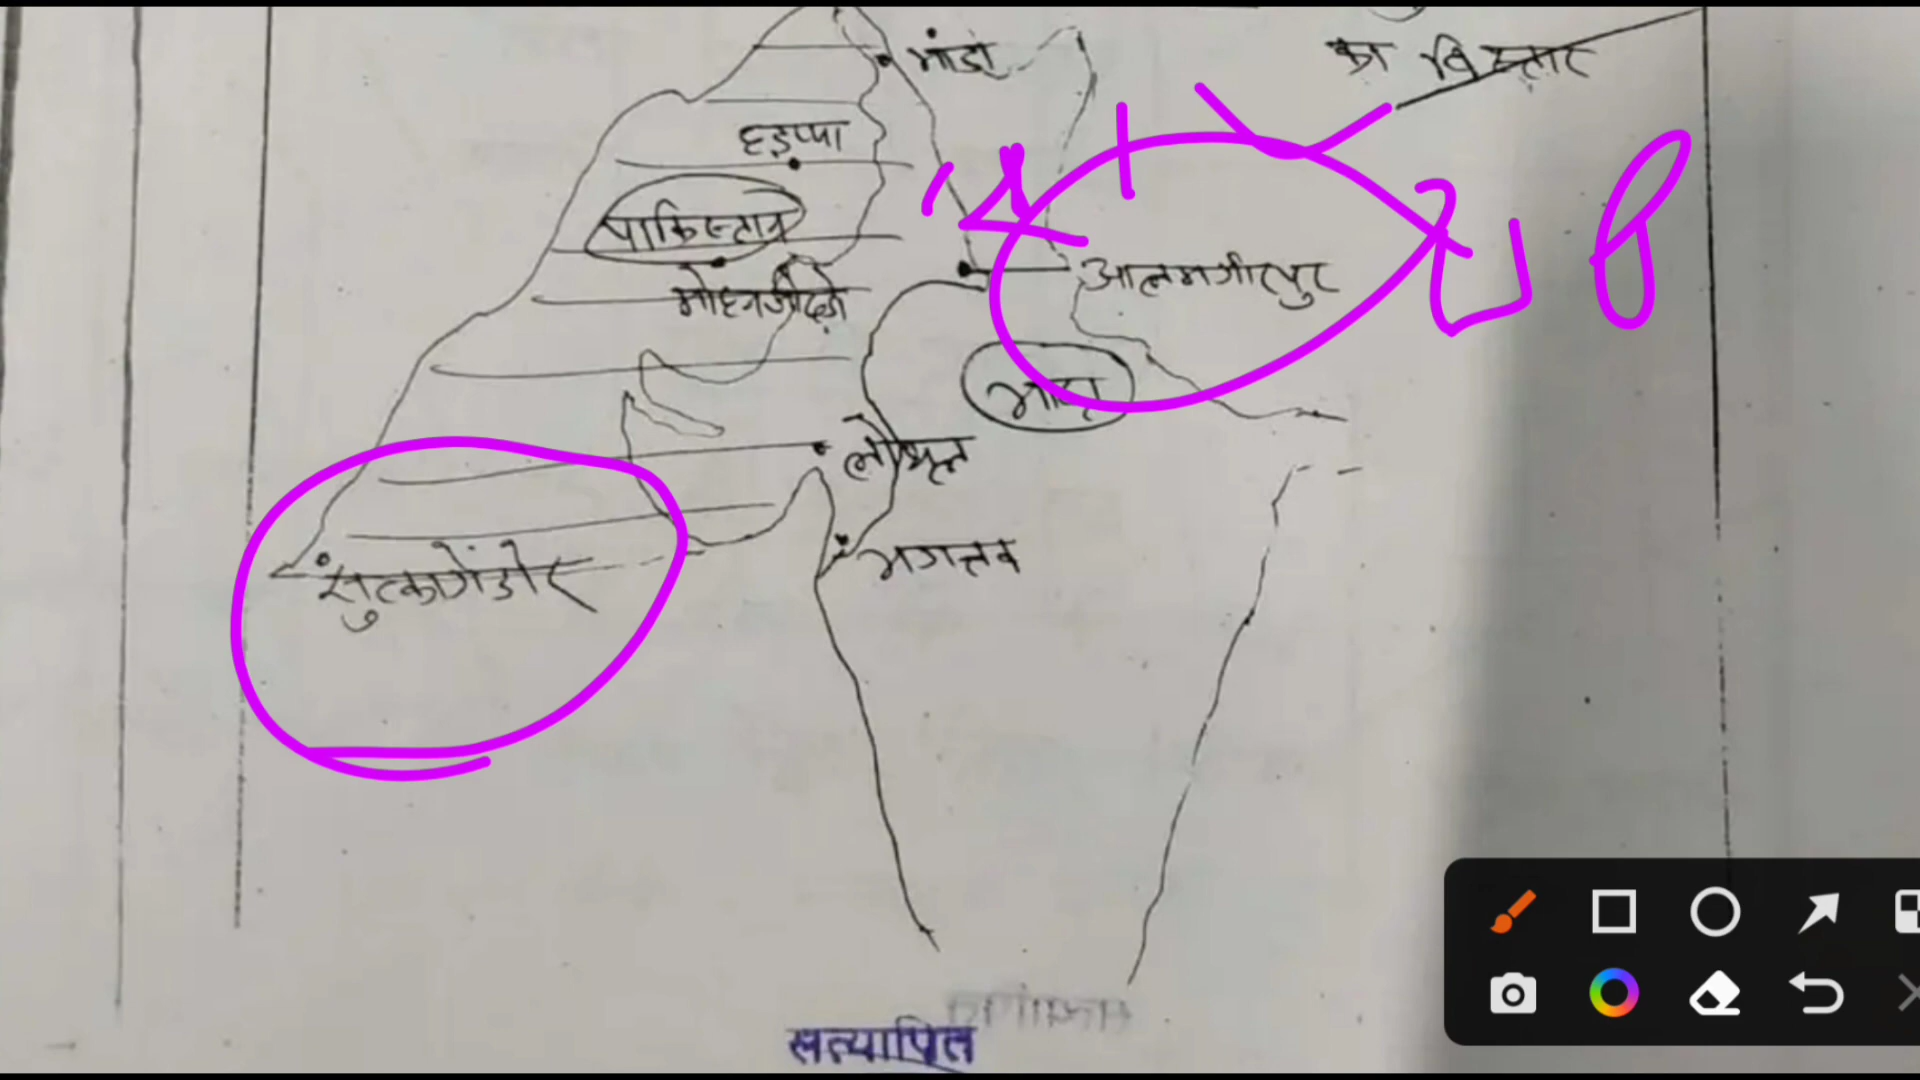 का विस्तार
मांडा
हड़प्पा
पाकिस्तान
मोहनजोदड़ो
आलमगीरपुर
भारत
लोथल
सुत्कागेंडोर
भगतव
सत्यापित